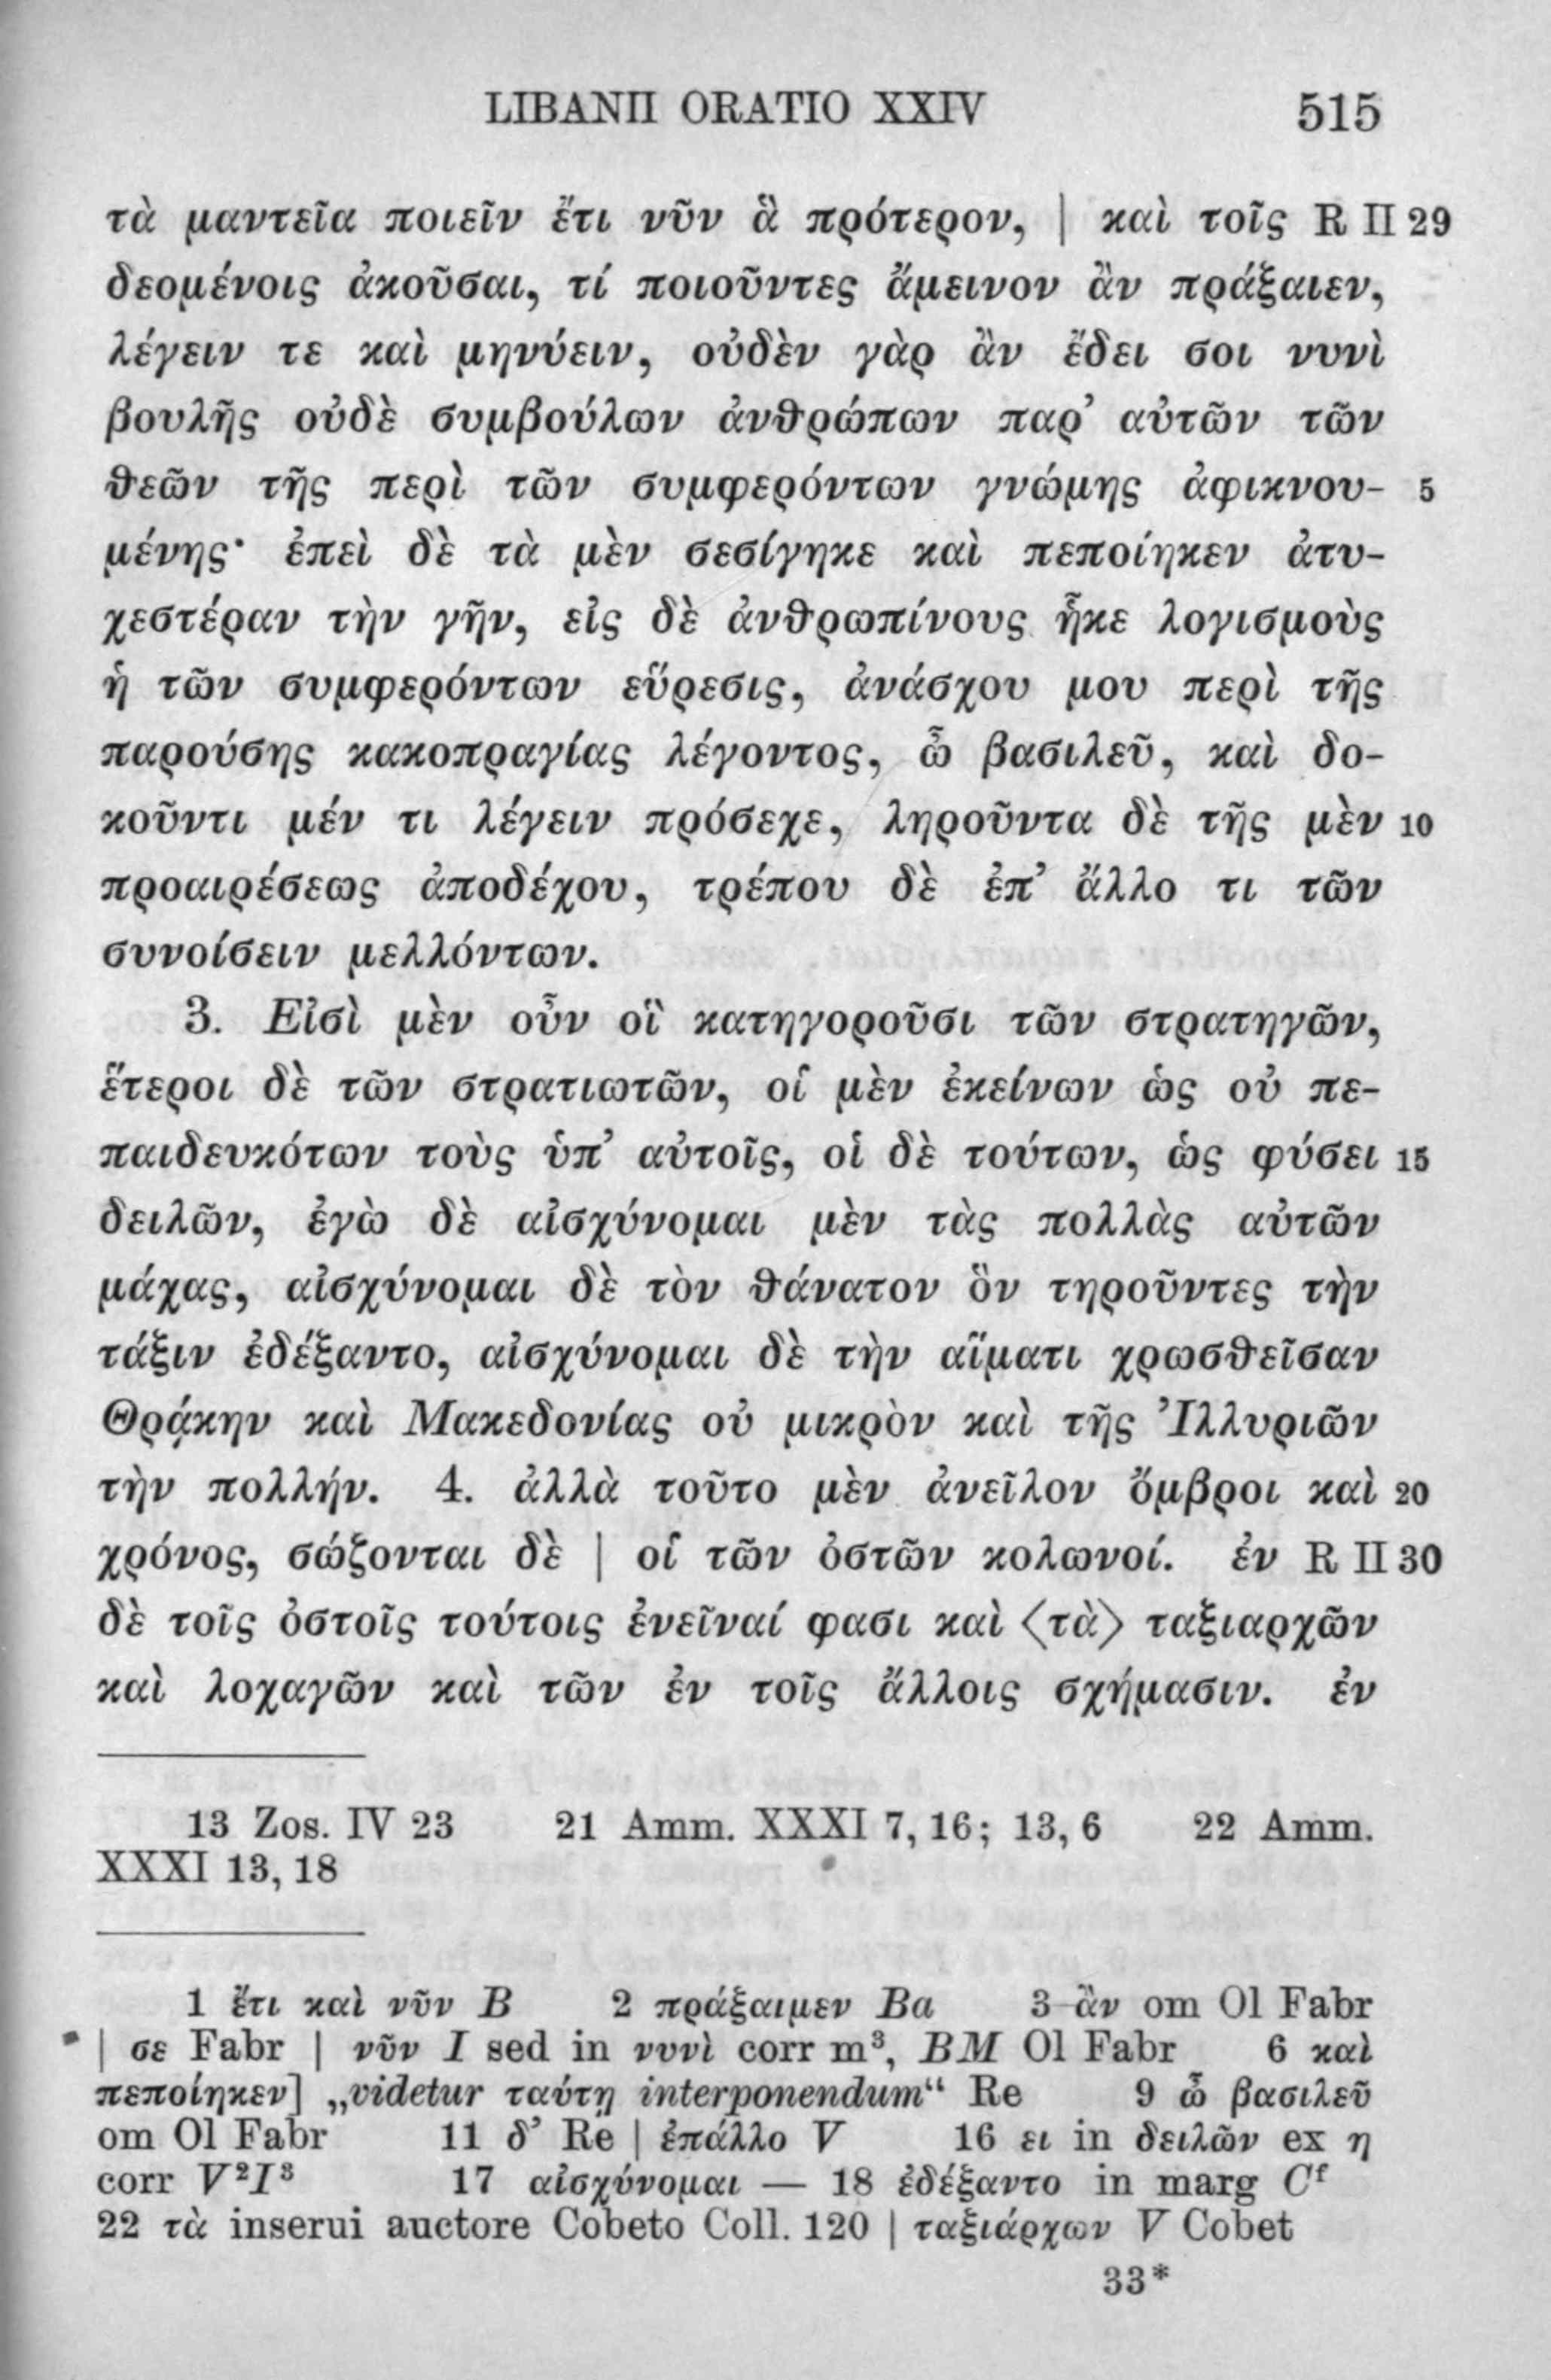 LIBANII ORATIO XXIV 515
τὰ μαντεῖα ποιεῖν ἔτι νῦν ἃ πρότερον, | καὶ τοῖς R II 29
δεομένοις ἀκοῦσαι, τί ποιοῦντες ἄμεινον ἂν πράξαιεν,
λέγειν τε καὶ μηνύειν, οὐδὲν γὰρ ἂν ἔδει σοι νυνὶ
βουλῆς οὐδὲ συμβούλων ἀνθρώπων παρ’ αὐτῶν τῶν
θεῶν τῆς περὶ τῶν συμφερόντων γνώμης ἀφικνου- 5
μένης· ἐπεὶ δὲ τὰ μὲν σεσίγηκε καὶ πεποίηκεν ἀτυ-
χεστέραν τὴν γῆν, εἰς δὲ ἀνθρωπίνους ἧκε λογισμοὺς
ἡ τῶν συμφερόντων εὕρεσις, ἀνάσχου μου περὶ τῆς
παρούσης κακοπραγίας λέγοντος, ὦ βασιλεῦ, καὶ δο-
κοῦντι μέν τι λέγειν πρόσεχε, ληροῦντα δὲ τῆς μὲν 10
προαιρέσεως ἀποδέχου, τρέπου δὲ ἐπ’ ἄλλο τι τῶν
συνοίσειν μελλόντων.
3. Εἰσὶ μὲν οὖν οἳ κατηγοροῦσι τῶν στρατηγῶν,
ἕτεροι δὲ τῶν στρατιωτῶν, οἱ μὲν ἐκείνων ὡς οὐ πε-
παιδευκότων τοὺς ὑπ’ αὐτοῖς, οἱ δὲ τούτων, ὡς φύσει 15
δειλῶν, ἐγὼ δὲ αἰσχύνομαι μὲν τὰς πολλὰς αὐτῶν
μάχας, αἰσχύνομαι δὲ τὸν θάνατον ὃν τηροῦντες τὴν
τάξιν ἐδέξαντο, αἰσχύνομαι δὲ τὴν αἵματι χρωσθεῖσαν
Θρᾴκην καὶ Μακεδονίας οὐ μικρὸν καὶ τῆς Ἰλλυριῶν
τὴν πολλήν. 4. ἀλλὰ τοῦτο μὲν ἀνεῖλον ὄμβροι καὶ 20
χρόνος, σώζονται δὲ | οἱ τῶν ὀστῶν κολωνοί. ἐν R II 30
δὲ τοῖς ὀστοῖς τούτοις ἐνεῖναί φασι καὶ ⟨τὰ⟩ ταξιαρχῶν
καὶ λοχαγῶν καὶ τῶν ἐν τοῖς ἄλλοις σχήμασιν. ἐν
13 Zos. IV 23 21 Amm. XXXI 7, 16; 13, 6 22 Amm.
XXXI 13, 18
1 ἔτι καὶ νῦν B 2 πράξαιμεν Ba 3 ἂν om Ol Fabr
| σε Fabr | νῦν I sed in νυνὶ corr m³, BM Ol Fabr 6 καὶ
πεποίηκεν] „videtur ταύτῃ interponendum“ Re 9 ὦ βασιλεῦ
om Ol Fabr 11 δ’ Re | ἐπάλλο V 16 ει in δειλῶν ex η
corr V²I³ 17 αἰσχύνομαι — 18 ἐδέξαντο in marg Cᶠ
22 τὰ inserui auctore Cobeto Coll. 120 | ταξιάρχων V Cobet
33*